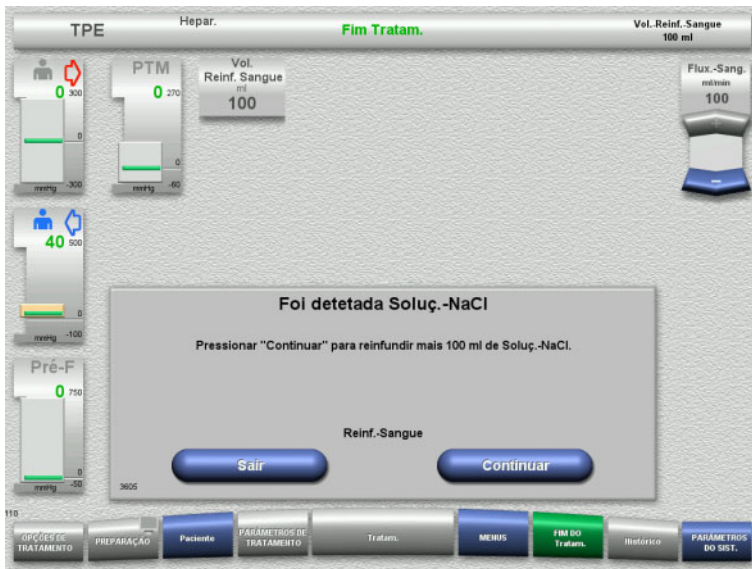 TPE
Hepar.
Fim Tratam.
Vol.-Reinf.-Sangue
100 ml
0 300
0
-300
mmHg
PTM
0 270
0
-60
mmHg
Vol.
Reinf. Sangue
ml
100
Flux.-Sang.
ml/min
100
40 500
0
-100
mmHg
Pré-F
0 750
0
-50
mmHg
Foi detetada Soluç.-NaCl
Pressionar "Continuar" para reinfundir mais 100 ml de Soluç.-NaCl.
Reinf.-Sangue
Sair
Continuar
3605
110
OPÇÕES DE
TRATAMENTO
PREPARAÇÃO
Paciente
PARÂMETROS DE
TRATAMENTO
Tratam.
MENUS
FIM DO
Tratam.
Histórico
PARÂMETROS
DO SIST.